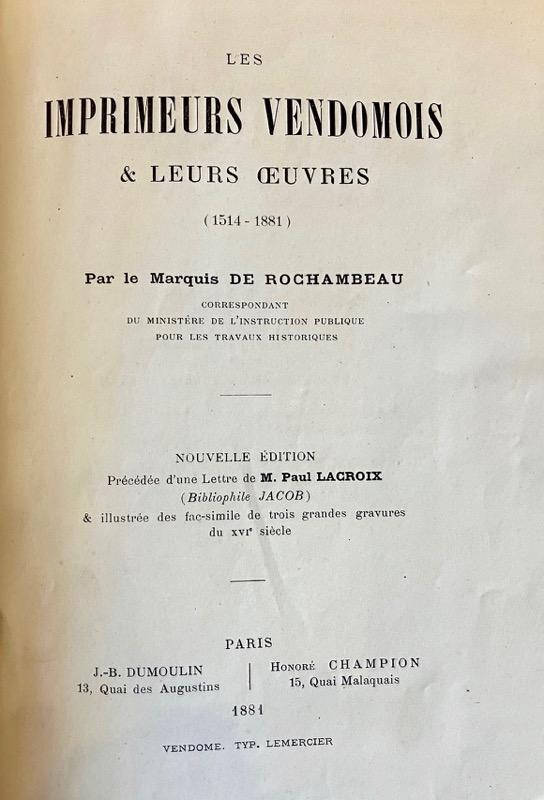 LES
IMPRIMEURS VENDOMOIS
& LEURS ŒUVRES
(1514-1881)
Par le Marquis DE ROCHAMBEAU
CORRESPONDANT
DU MINISTÈRE DE L'INSTRUCTION PUBLIQUE
POUR LES TRAVAUX HISTORIQUES
NOUVELLE ÉDITION
Précédée d'une Lettre de M. Paul LACROIX
(Bibliophile JACOB)
& illustrée des fac-simile de trois grandes gravures
du XVIe siècle
PARIS
J.-B. DUMOULIN
13, Quai des Augustins
HONORÉ CHAMPION
15, Quai Malaquais
1881
VENDOME. TYP. LEMERCIER